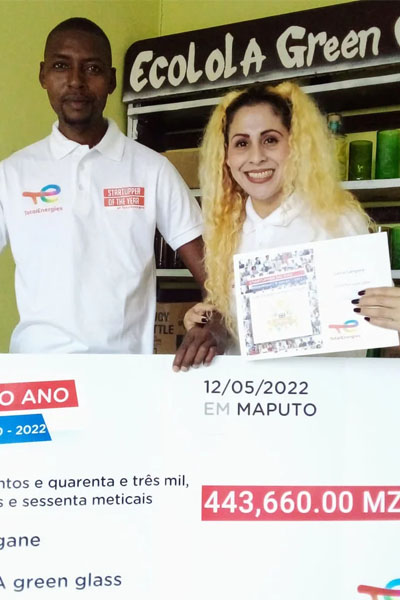 EcoLoLA Green
TotalEnergies
STARTUPPER
OF THE YEAR
TotalEnergies
O ANO
- 2022
12/05/2022
EM MAPUTO
ntos e quarenta e três mil,
s e sessenta meticais
443,660.00 MZ
gane
A green glass